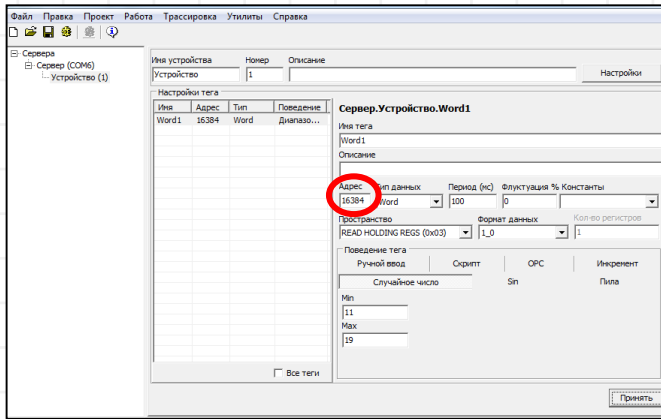 Файл Правка Проект Работа Трассировка Утилиты Справка
Сервера
Сервер (COM6)
Устройство (1)
Имя устройства Номер Описание
Устройство 1 Настройки
Настройки тега
Имя Адрес Тип Поведение
Word1 16384 Word Диапазо...
Все теги
Сервер.Устройство.Word1
Имя тега
Word1
Описание
Адрес Тип данных Период (мс) Флуктуация % Константы
16384 Word 100 0
Пространство Формат данных Кол-во регистров
READ HOLDING REGS (0x03) 1_0 1
Поведение тега
Ручной ввод Скрипт OPC Инкремент
Случайное число Sin Пила
Min
11
Max
19
Принять